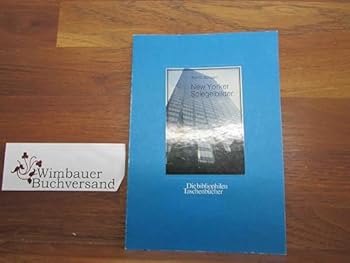 New Yorker
Spiegelbilder
Die bibliophilen
Taschenbücher
Wimbauer
Buchversand